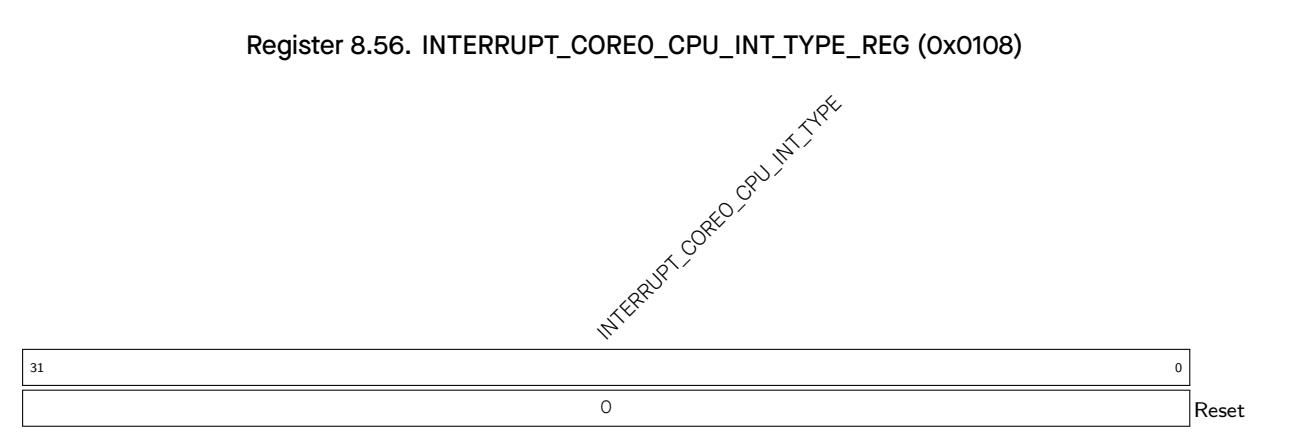 Register 8.56. INTERRUPT_CORE0_CPU_INT_TYPE_REG (0x0108)
INTERRUPT_CORE0_CPU_INT_TYPE
31 0
0 Reset